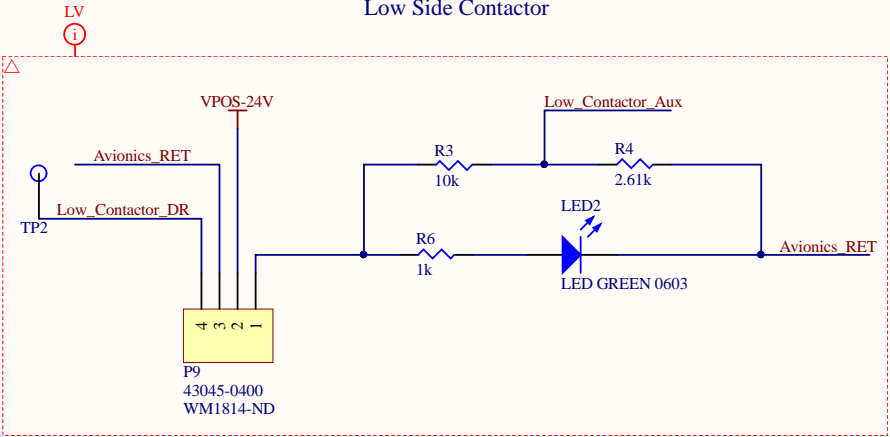 LV
i
Low Side Contactor
VPOS-24V
Low_Contactor_Aux
Avionics_RET
R3
10k
R4
2.61k
Low_Contactor_DR
TP2
LED2
R6
1k
Avionics_RET
LED GREEN 0603
4 3 2 1
P9
43045-0400
WM1814-ND